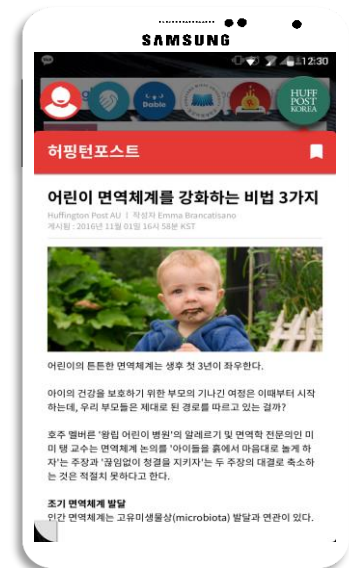 SAMSUNG
12:30
Dable
HUFF
POST
KOREA
허핑턴포스트
어린이 면역체계를 강화하는 비법 3가지
Huffington Post AU | 작성자 Emma Brancatisano
게시됨 : 2016년 11월 01일 16시 58분 KST
어린이의 튼튼한 면역체계는 생후 첫 3년이 좌우한다.
아이의 건강을 보호하기 위한 부모의 기나긴 여정은 이때부터 시작
하는데, 우리 부모들은 제대로 된 경로를 따르고 있는 걸까?
호주 멜버른 '왕립 어린이 병원'의 알레르기 및 면역학 전문의인 미
미 탱 교수는 면역체계 논의를 '아이들을 흙에서 마음대로 놀게 하
자'는 주장과 '끊임없이 청결을 지키자'는 두 주장의 대결로 축소하
는 것은 적절치 못하다고 한다.
조기 면역체계 발달
인간 면역체계는 고유미생물상(microbiota) 발달과 연관이 있다.